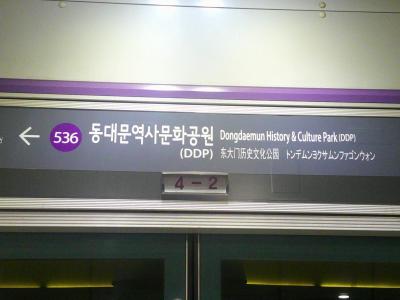 ← 536 동대문역사문화공원 Dongdaemun History & Culture Park (DDP)
(DDP) 东大门历史文化公园 トンデムンヨクサムンファゴンウォン
4-2